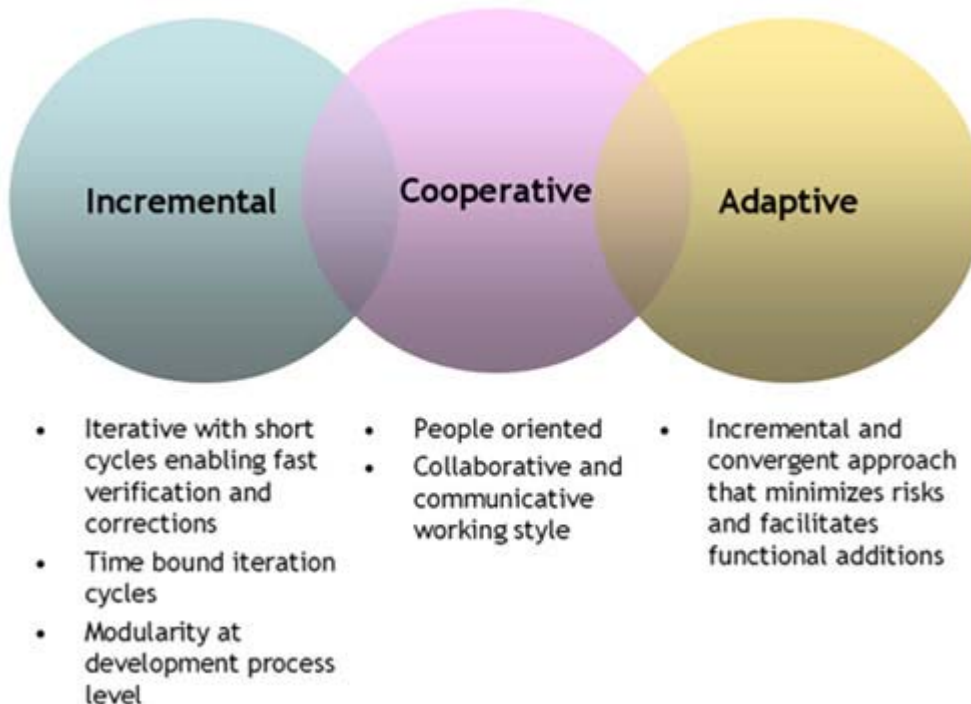 Incremental
Cooperative
Adaptive
• Iterative with short
cycles enabling fast
verification and
corrections
• Time bound iteration
cycles
• Modularity at
development process
level
• People oriented
• Collaborative and
communicative
working style
• Incremental and
convergent approach
that minimizes risks
and facilitates
functional additions